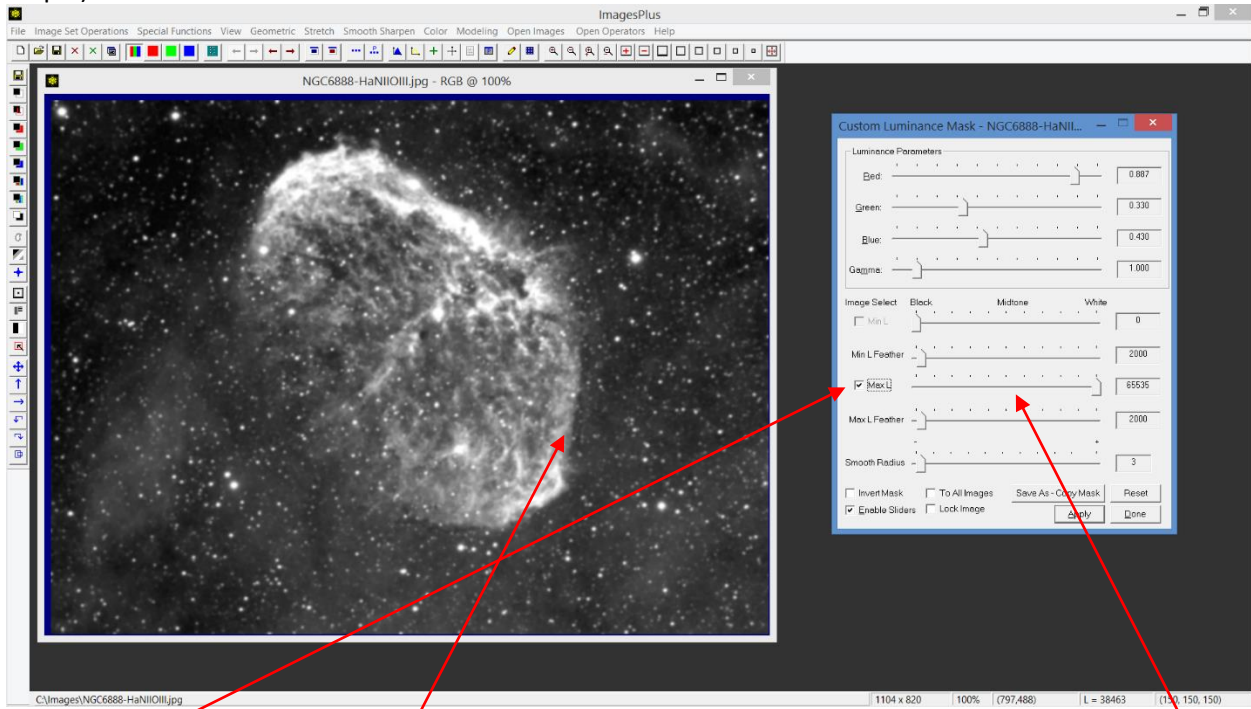 ImagesPlus
File Image Set Operations Special Functions View Geometric Stretch Smooth Sharpen Color Modeling Open Images Open Operators Help
NGC6888-HaNIIOIII.jpg - RGB @ 100%
Custom Luminance Mask - NGC6888-HaNII...
Luminance Parameters
Red: 0.887
Green: 0.330
Blue: 0.430
Gamma: 1.000
Image Select Black Midtone White
Min L 0
Min L Feather 2000
Max L 65535
Max L Feather 2000
- +
Smooth Radius 3
Invert Mask To All Images Save As - Copy Mask Reset
Enable Sliders Lock Image Apply Done
C:\Images\NGC6888-HaNIIOIII.jpg 1104 x 820 100% (797,488) L = 38463 (150, 150, 150)